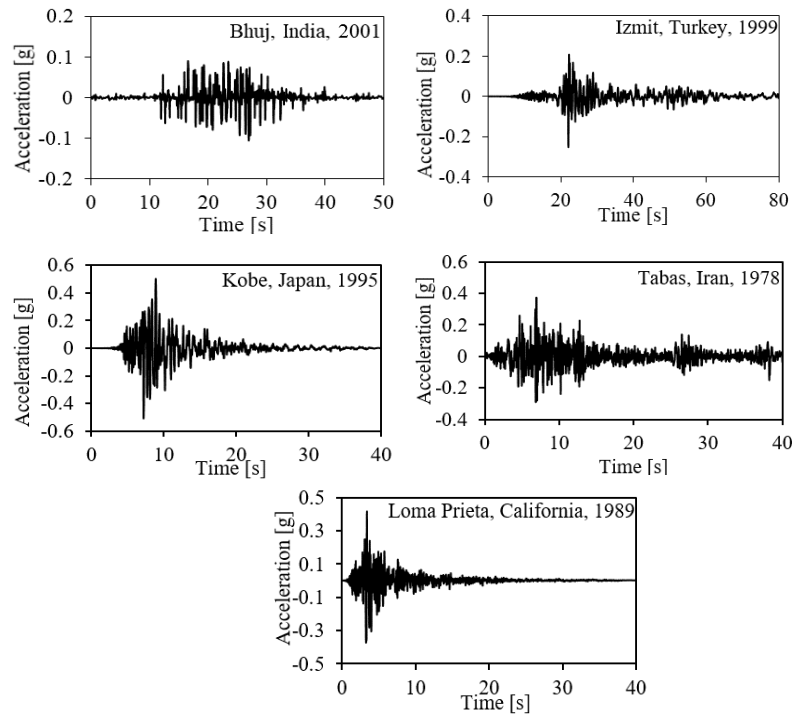 Bhuj, India, 2001
Acceleration [g]
0.2
0.1
0
-0.1
-0.2
0 10 20 30 40 50
Time [s]
Izmit, Turkey, 1999
Acceleration [g]
0.4
0.2
0
-0.2
-0.4
0 20 40 60 80
Time [s]
Kobe, Japan, 1995
Acceleration [g]
0.6
0.4
0.2
0
-0.2
-0.4
-0.6
0 10 20 30 40
Time [s]
Tabas, Iran, 1978
Acceleration [g]
0.6
0.4
0.2
0
-0.2
-0.4
0 10 20 30 40
Time [s]
Loma Prieta, California, 1989
Acceleration [g]
0.5
0.3
0.1
-0.1
-0.3
-0.5
0 10 20 30 40
Time [s]